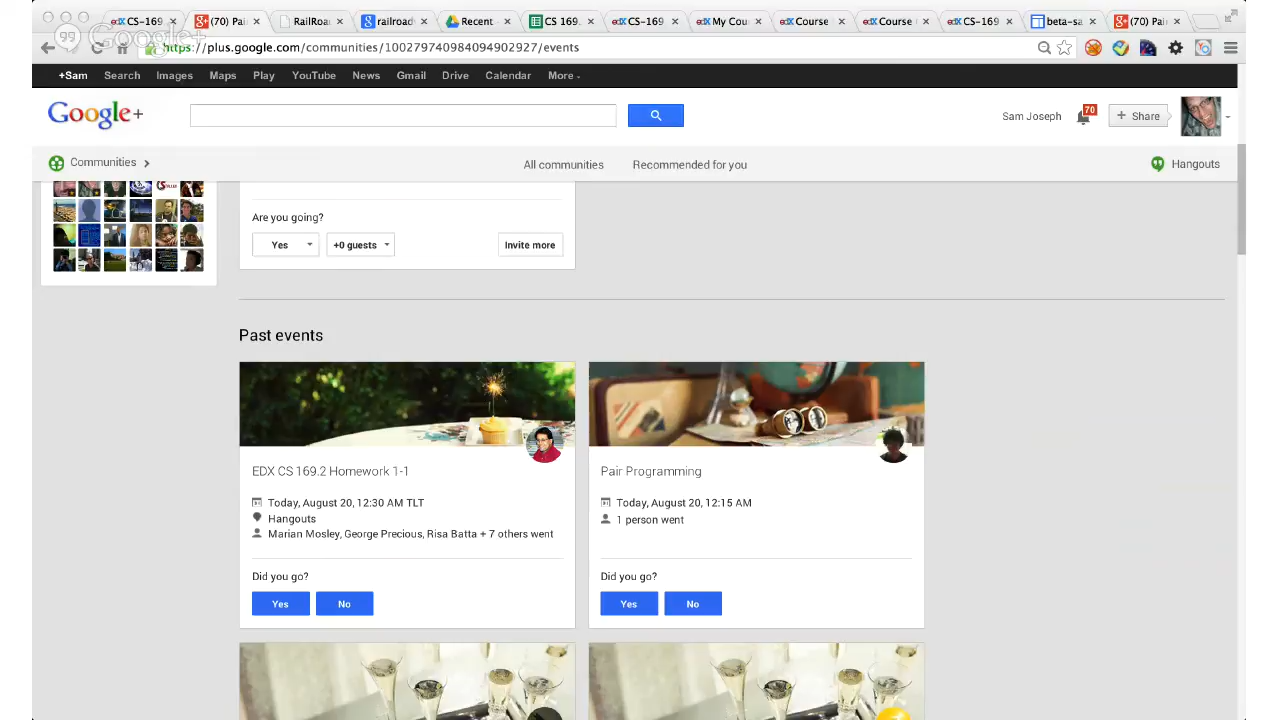 CS-169 (70) Pai RailRoa railroad Recent CS 169. CS-169 My Cou Course Course CS-169 beta-sa (70) Pai
Google+
https://plus.google.com/communities/100279740984094902927/events
+Sam Search Images Maps Play YouTube News Gmail Drive Calendar More
Google+ Sam Joseph 70 + Share
Communities > All communities Recommended for you Hangouts
Are you going?
Yes +0 guests Invite more
Past events
EDX CS 169.2 Homework 1-1
Today, August 20, 12:30 AM TLT
Hangouts
Marian Mosley, George Precious, Risa Batta + 7 others went
Did you go?
Yes No
Pair Programming
Today, August 20, 12:15 AM
1 person went
Did you go?
Yes No